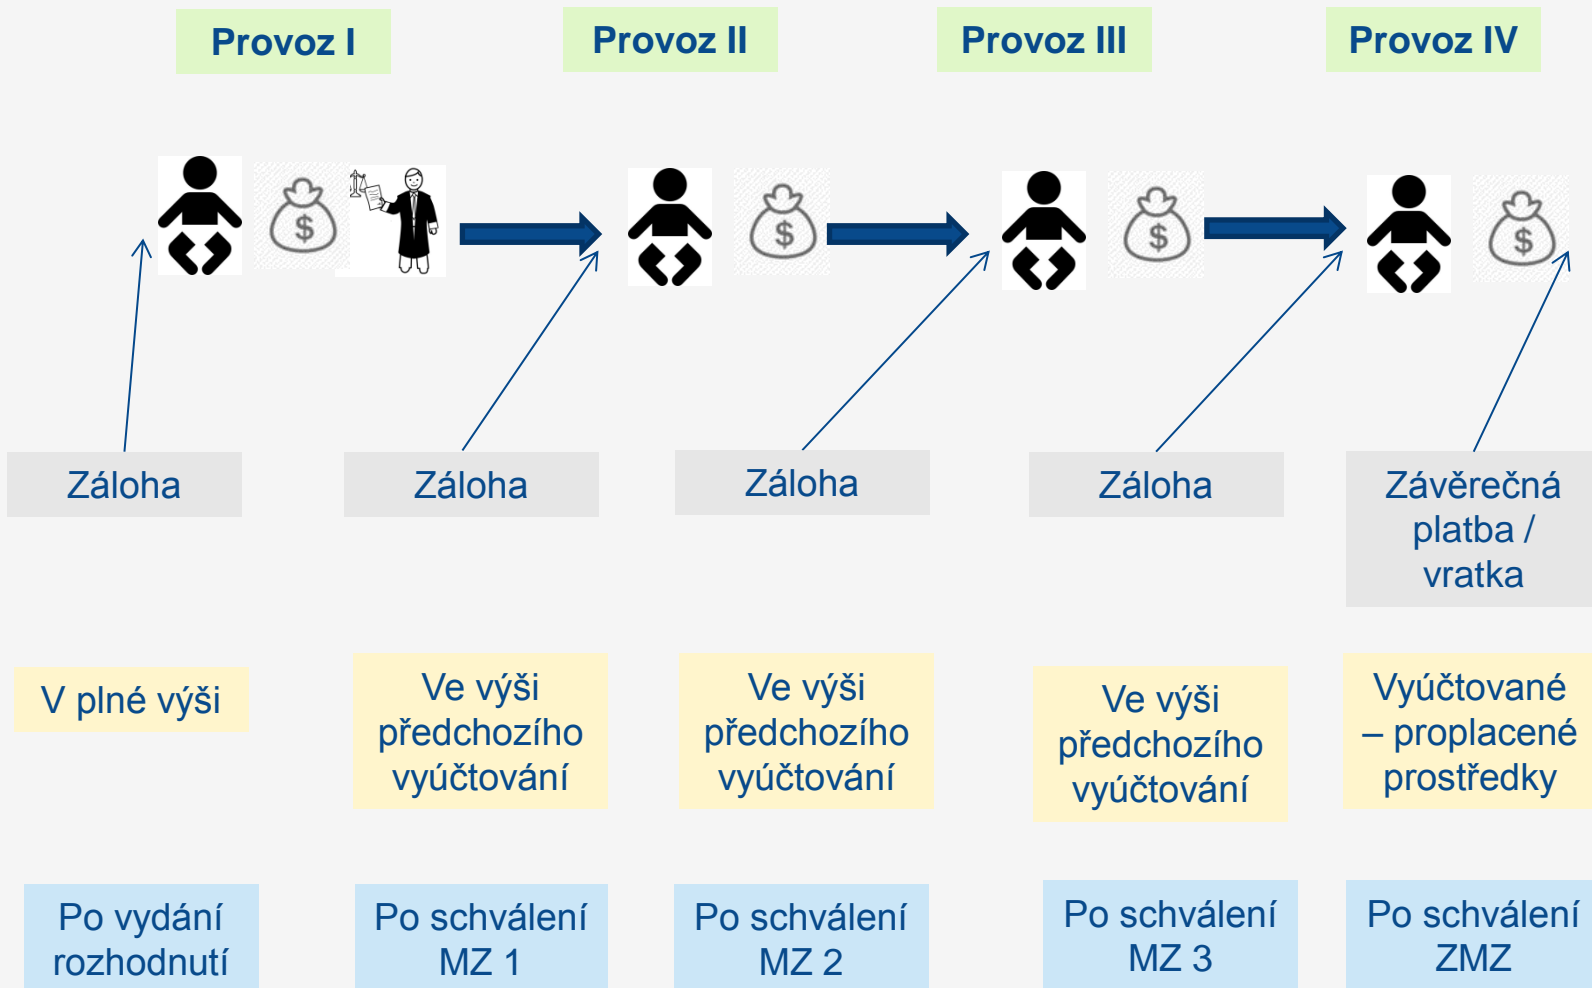 Provoz I
Provoz II
Provoz III
Provoz IV
$
$
$
$
Záloha
Záloha
Záloha
Záloha
Závěrečná
platba /
vratka
V plné výši
Ve výši
předchozího
vyúčtování
Ve výši
předchozího
vyúčtování
Ve výši
předchozího
vyúčtování
Vyúčtované
– proplacené
prostředky
Po vydání
rozhodnutí
Po schválení
MZ 1
Po schválení
MZ 2
Po schválení
MZ 3
Po schválení
ZMZ